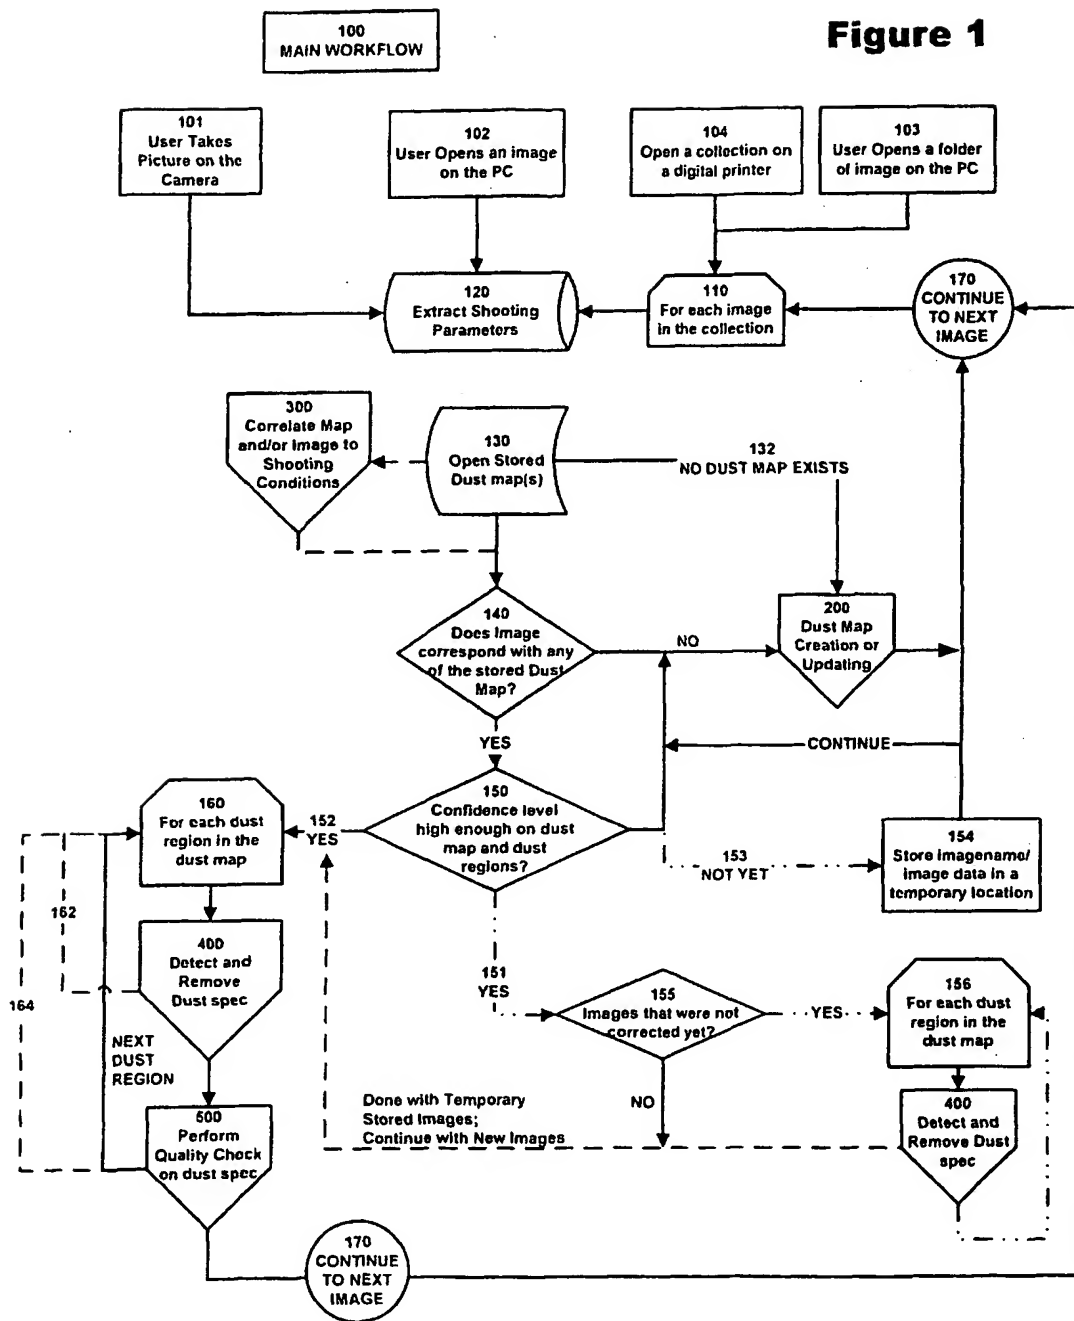 Figure 1
100
MAIN WORKFLOW
101
User Takes
Picture on the
Camera
102
User Opens an image
on the PC
104
Open a collection on
a digital printer
103
User Opens a folder
of image on the PC
120
Extract Shooting
Parameters
110
For each image
in the collection
170
CONTINUE
TO NEXT
IMAGE
300
Correlate Map
and/or Image to
Shooting
Conditions
130
Open Stored
Dust map(s)
132
NO DUST MAP EXISTS
140
Does Image
correspond with any
of the stored Dust
Map?
NO
200
Dust Map
Creation or
Updating
YES
CONTINUE
150
Confidence level
high enough on dust
map and dust
regions?
152
YES
160
For each dust
region in the
dust map
153
NOT YET
154
Store imagename/
image data in a
temporary location
162
164
400
Detect and
Remove
Dust spec
151
YES
155
Images that were not
corrected yet?
YES
156
For each dust
region in the
dust map
NEXT
DUST
REGION
NO
Done with Temporary
Stored Images;
Continue with New Images
400
Detect and
Remove Dust
spec
500
Perform
Quality Check
on dust spec
170
CONTINUE
TO NEXT
IMAGE